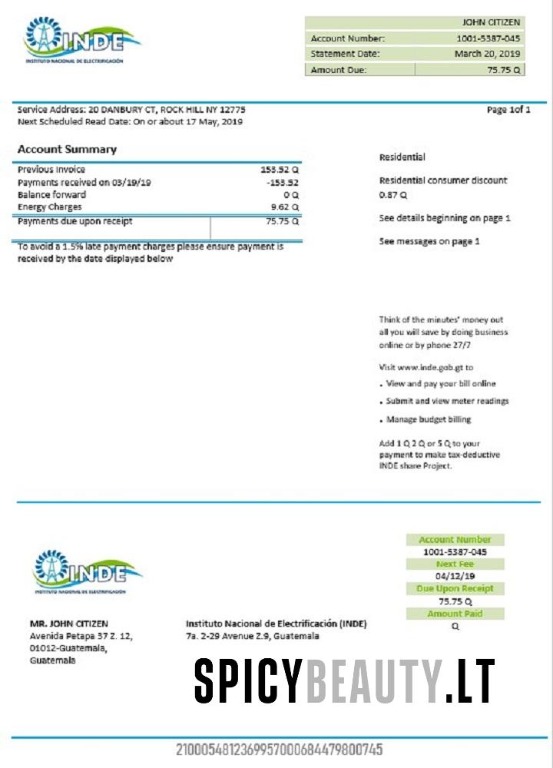 INDE
INSTITUTO NACIONAL DE ELECTRIFICACIÓN
JOHN CITIZEN
Account Number: 1001-5387-045
Statement Date: March 20, 2019
Amount Due: 75.75 Q
Service Address: 20 DANBURY CT, ROCK HILL NY 12775
Page 1of 1
Next Scheduled Read Date: On or about 17 May, 2019
Account Summary
Previous Invoice 153.52 Q
Payments received on 03/19/19 -153.52
Balance forward 0 Q
Energy Charges 9.62 Q
Payments due upon receipt 75.75 Q
To avoid a 1.5% late payment charges please ensure payment is
received by the date displayed below
Residential
Residential consumer discount
0.87 Q
See details beginning on page 1
See messages on page 1
Think of the minutes' money out
all you will save by doing business
online or by phone 27/7
Visit www.inde.gob.gt to
• View and pay your bill online
• Submit and view meter readings
• Manage budget billing
Add 1 Q 2 Q or 5 Q to your
payment to make tax-deductive
INDE share Project.
INDE
INSTITUTO NACIONAL DE ELECTRIFICACIÓN
Account Number
1001-5387-045
Next Fee
04/12/19
Due Upon Receipt
75.75 Q
Amount Paid
Q
MR. JOHN CITIZEN
Avenida Petapa 37 Z. 12,
01012-Guatemala,
Guatemala
Instituto Nacional de Electrificación (INDE)
7a. 2-29 Avenue Z.9, Guatemala
SPICYBEAUTY.LT
2100054812369957000684479800745